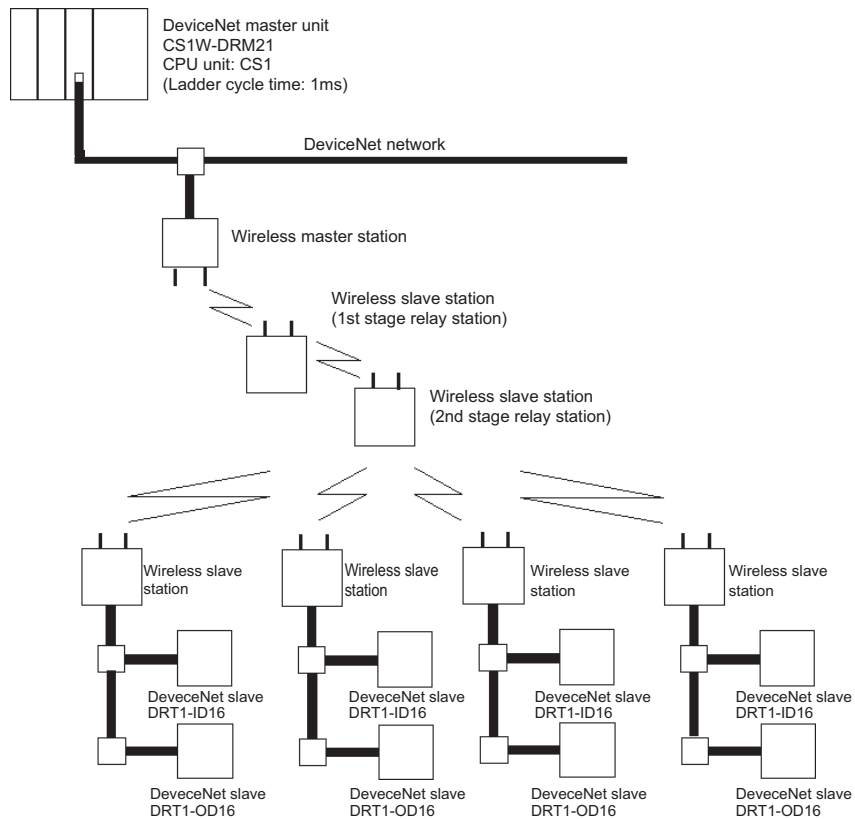 DeviceNet master unit
CS1W-DRM21
CPU unit: CS1
(Ladder cycle time: 1ms)
DeviceNet network
Wireless master station
Wireless slave station
(1st stage relay station)
Wireless slave station
(2nd stage relay station)
Wireless slave
station
Wireless slave
station
Wireless slave
station
Wireless slave
station
DeveceNet slave
DRT1-ID16
DeveceNet slave
DRT1-ID16
DeveceNet slave
DRT1-ID16
DeveceNet slave
DRT1-ID16
DeveceNet slave
DRT1-OD16
DeveceNet slave
DRT1-OD16
DeveceNet slave
DRT1-OD16
DeveceNet slave
DRT1-OD16